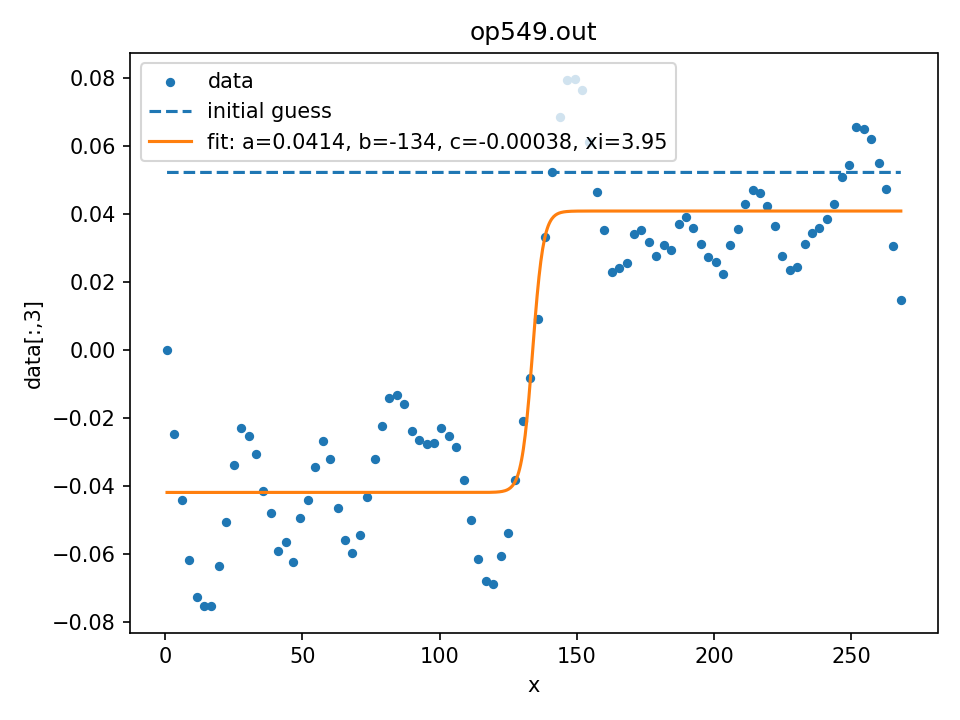 op549.out
data
initial guess
fit: a=0.0414, b=-134, c=-0.00038, xi=3.95
0.08
0.06
0.04
0.02
0.00
−0.02
−0.04
−0.06
−0.08
data[:,3]
0 50 100 150 200 250
x